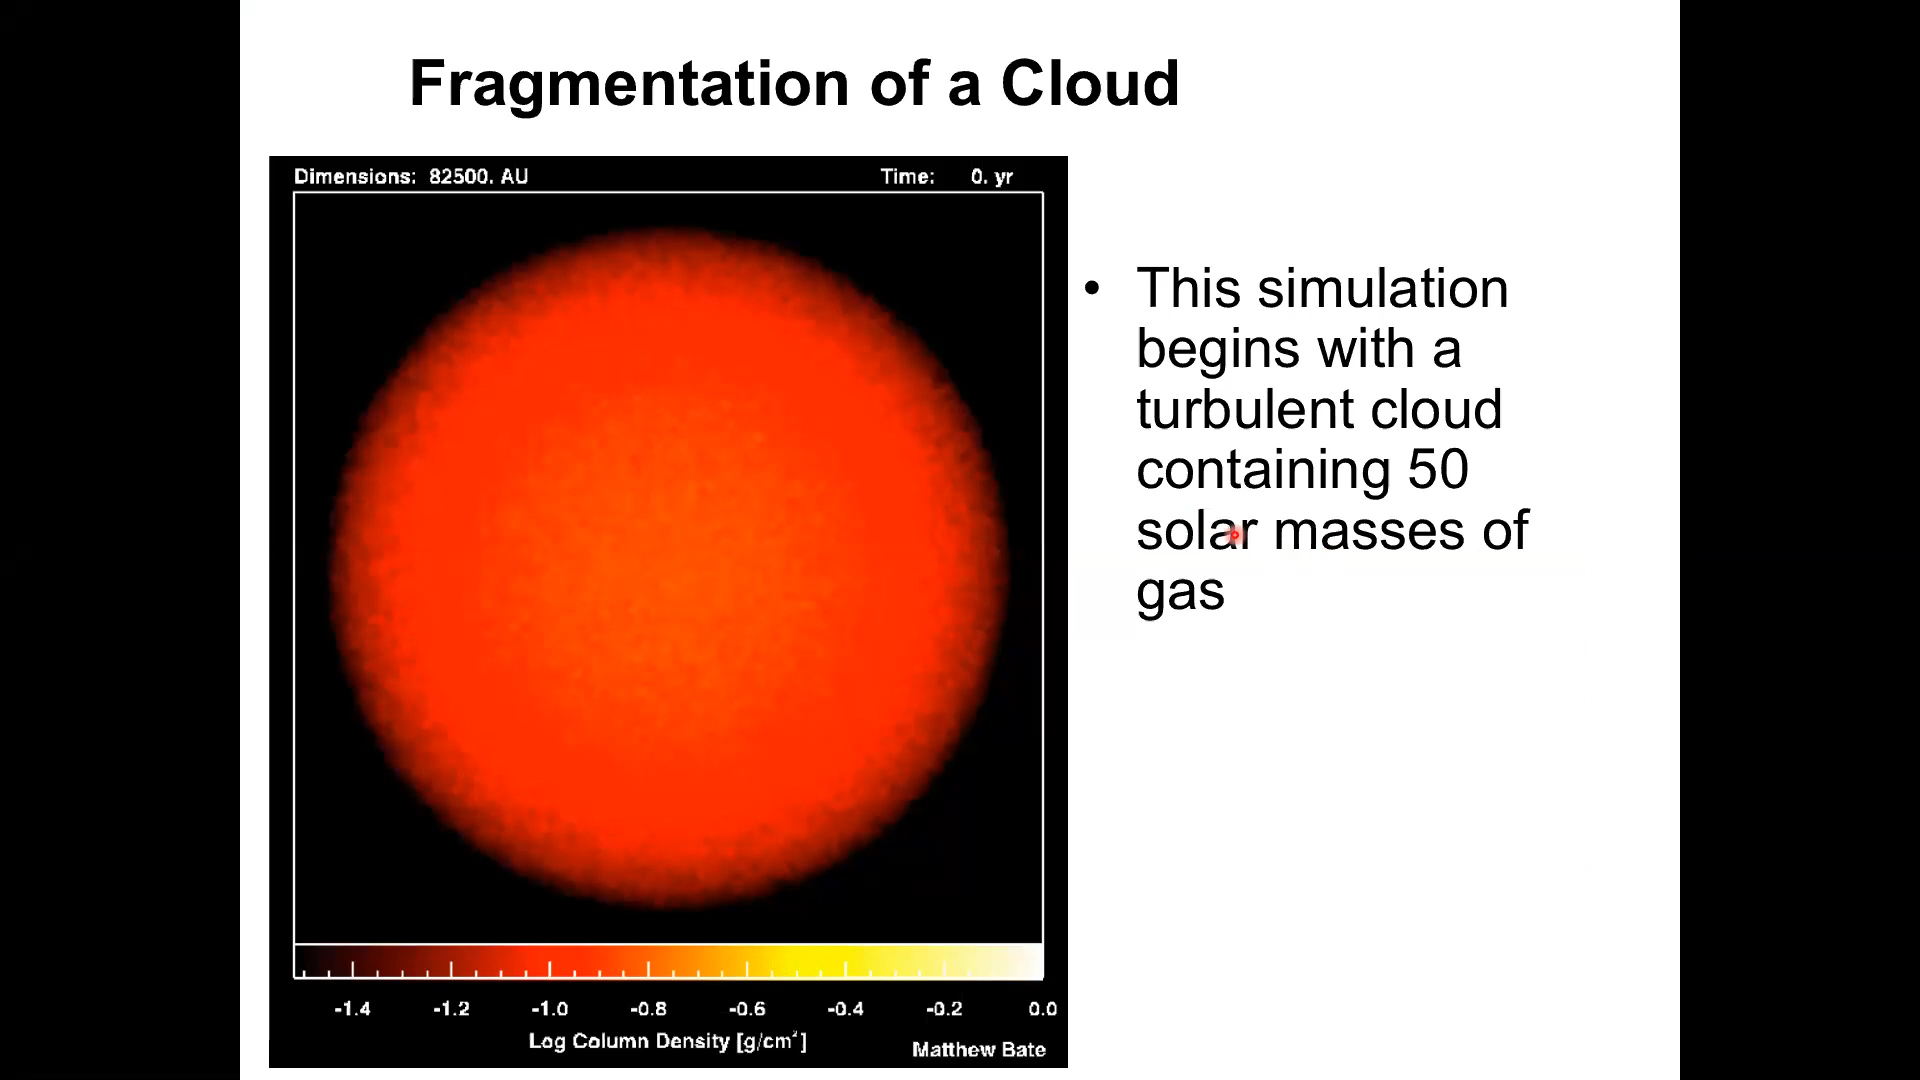 Fragmentation of a Cloud
Dimensions: 82500. AU Time: 0. yr
• This simulation
begins with a
turbulent cloud
containing 50
solar masses of
gas
-1.4 -1.2 -1.0 -0.8 -0.6 -0.4 -0.2 0.0
Log Column Density [g/cm²]
Matthew Bate